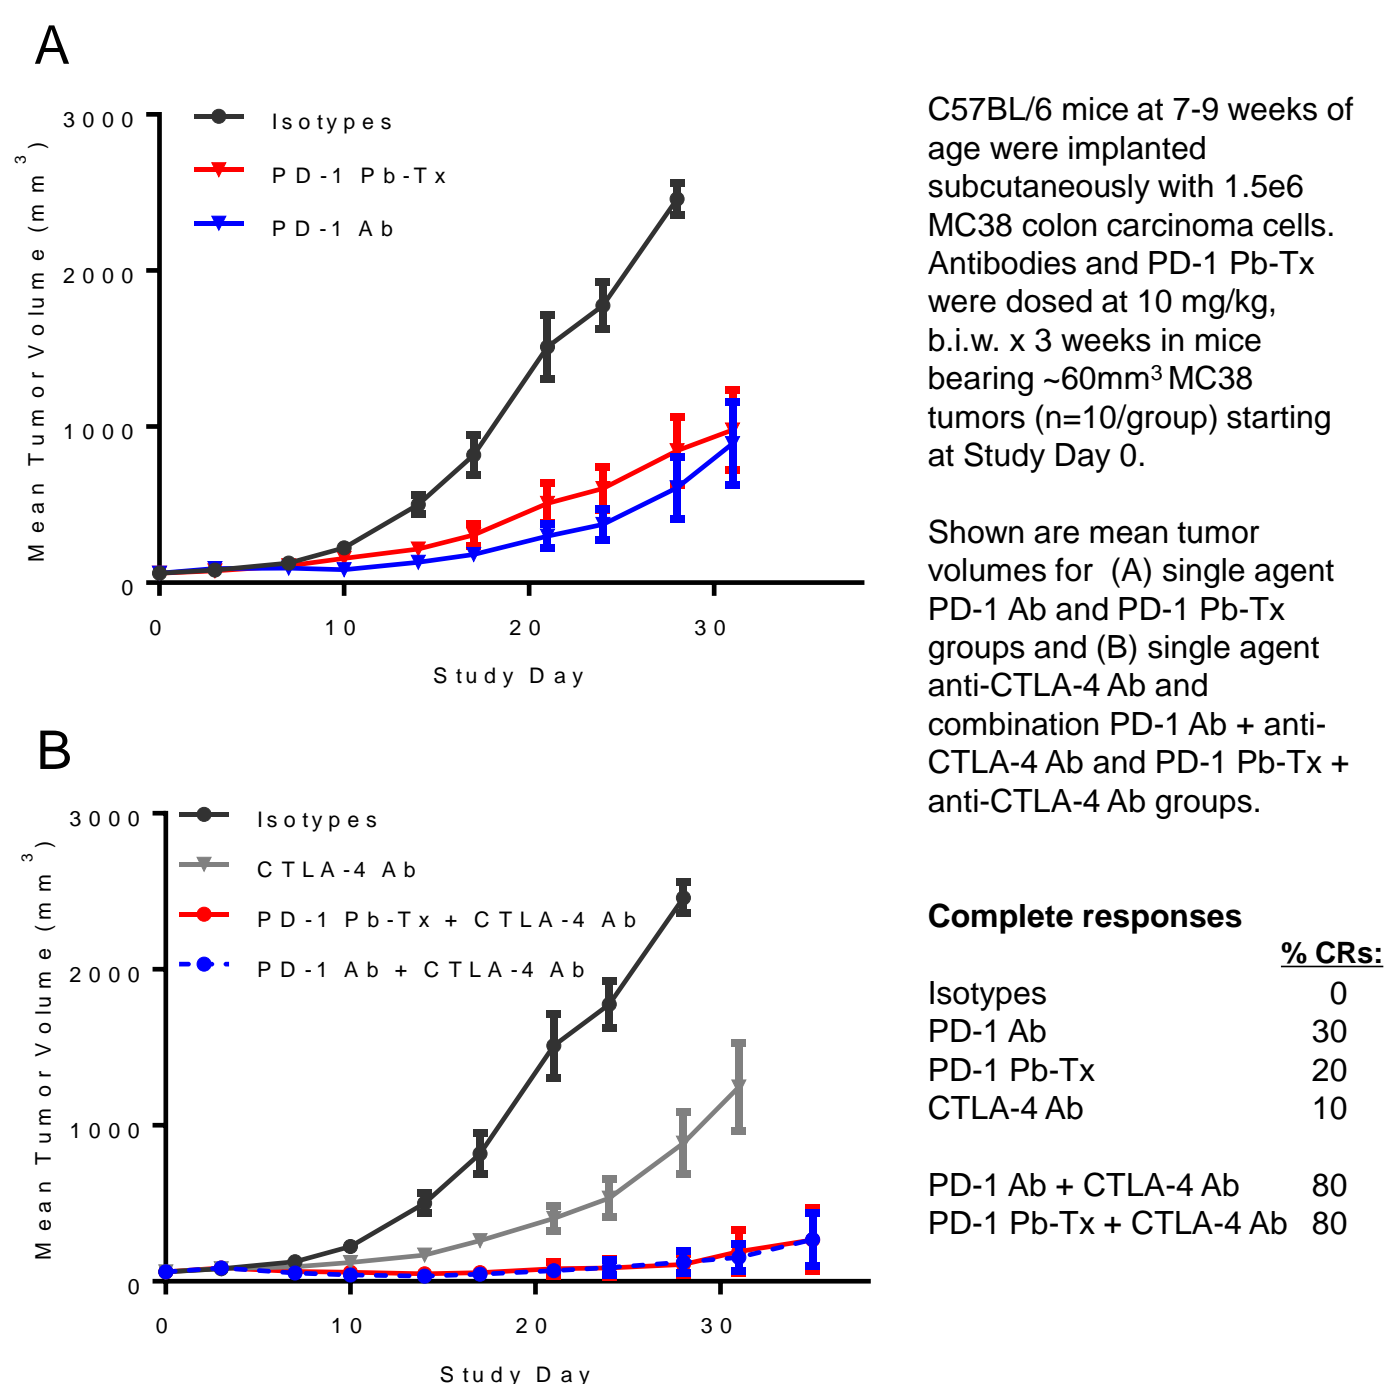 A
3000
2000
1000
0
Mean Tumor Volume (mm3)
Isotypes
PD-1 Pb-Tx
PD-1 Ab
0 10 20 30
Study Day
C57BL/6 mice at 7-9 weeks of
age were implanted
subcutaneously with 1.5e6
MC38 colon carcinoma cells.
Antibodies and PD-1 Pb-Tx
were dosed at 10 mg/kg,
b.i.w. x 3 weeks in mice
bearing ~60mm3 MC38
tumors (n=10/group) starting
at Study Day 0.
Shown are mean tumor
volumes for (A) single agent
PD-1 Ab and PD-1 Pb-Tx
groups and (B) single agent
anti-CTLA-4 Ab and
combination PD-1 Ab + anti-
CTLA-4 Ab and PD-1 Pb-Tx +
anti-CTLA-4 Ab groups.
B
3000
2000
1000
0
Mean Tumor Volume (mm3)
Isotypes
CTLA-4 Ab
PD-1 Pb-Tx + CTLA-4 Ab
PD-1 Ab + CTLA-4 Ab
0 10 20 30
Study Day
Complete responses
% CRs:
Isotypes 0
PD-1 Ab 30
PD-1 Pb-Tx 20
CTLA-4 Ab 10
PD-1 Ab + CTLA-4 Ab 80
PD-1 Pb-Tx + CTLA-4 Ab 80